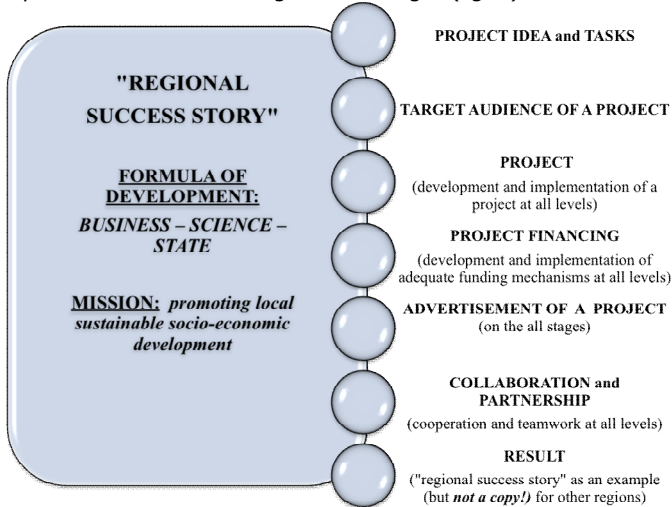 "REGIONAL
SUCCESS STORY"
FORMULA OF
DEVELOPMENT:
BUSINESS – SCIENCE –
STATE
MISSION: promoting local
sustainable socio-economic
development
PROJECT IDEA and TASKS
TARGET AUDIENCE OF A PROJECT
PROJECT
(development and implementation of a
project at all levels)
PROJECT FINANCING
(development and implementation of
adequate funding mechanisms at all levels)
ADVERTISEMENT OF A PROJECT
(on the all stages)
COLLABORATION and
PARTNERSHIP
(cooperation and teamwork at all levels)
RESULT
("regional success story" as an example
(but not a copy!) for other regions)